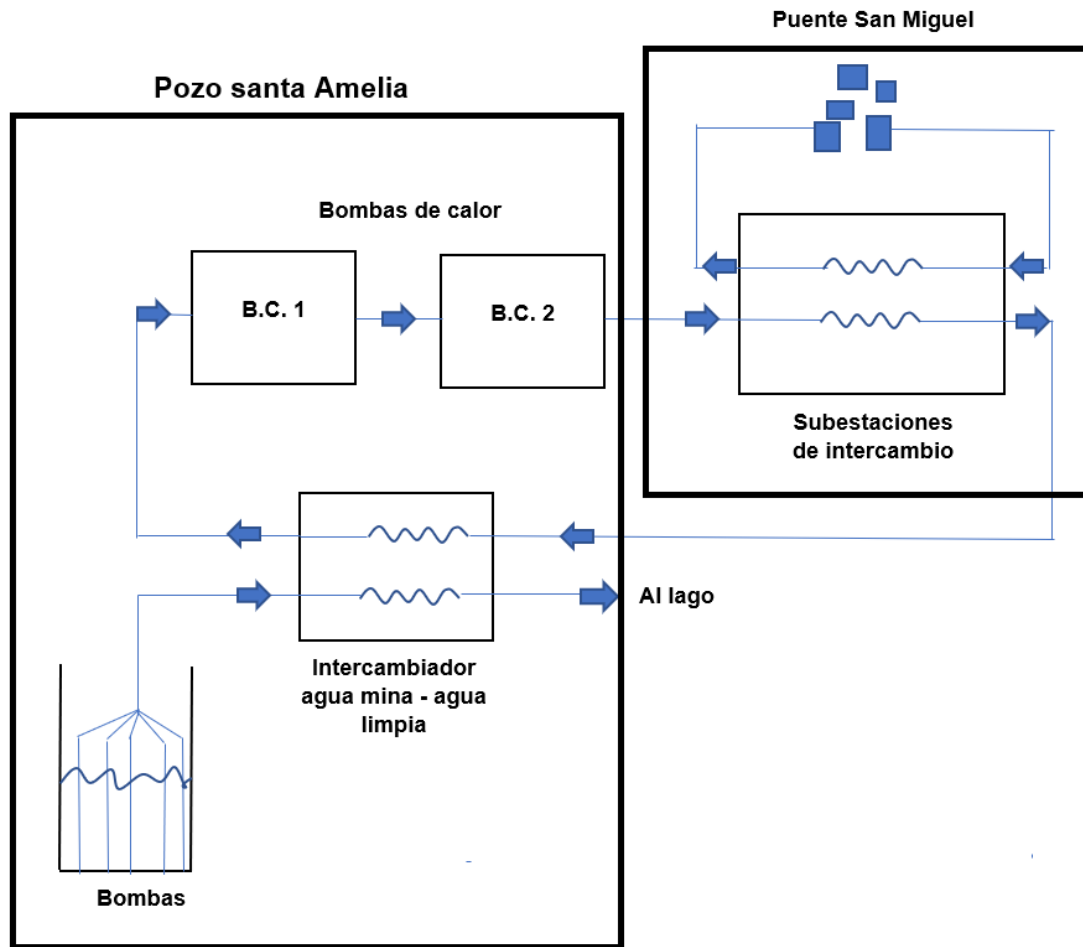 Puente San Miguel
Pozo santa Amelia
Bombas de calor
B.C. 1
B.C. 2
Subestaciones
de intercambio
Al lago
Intercambiador
agua mina - agua
limpia
Bombas